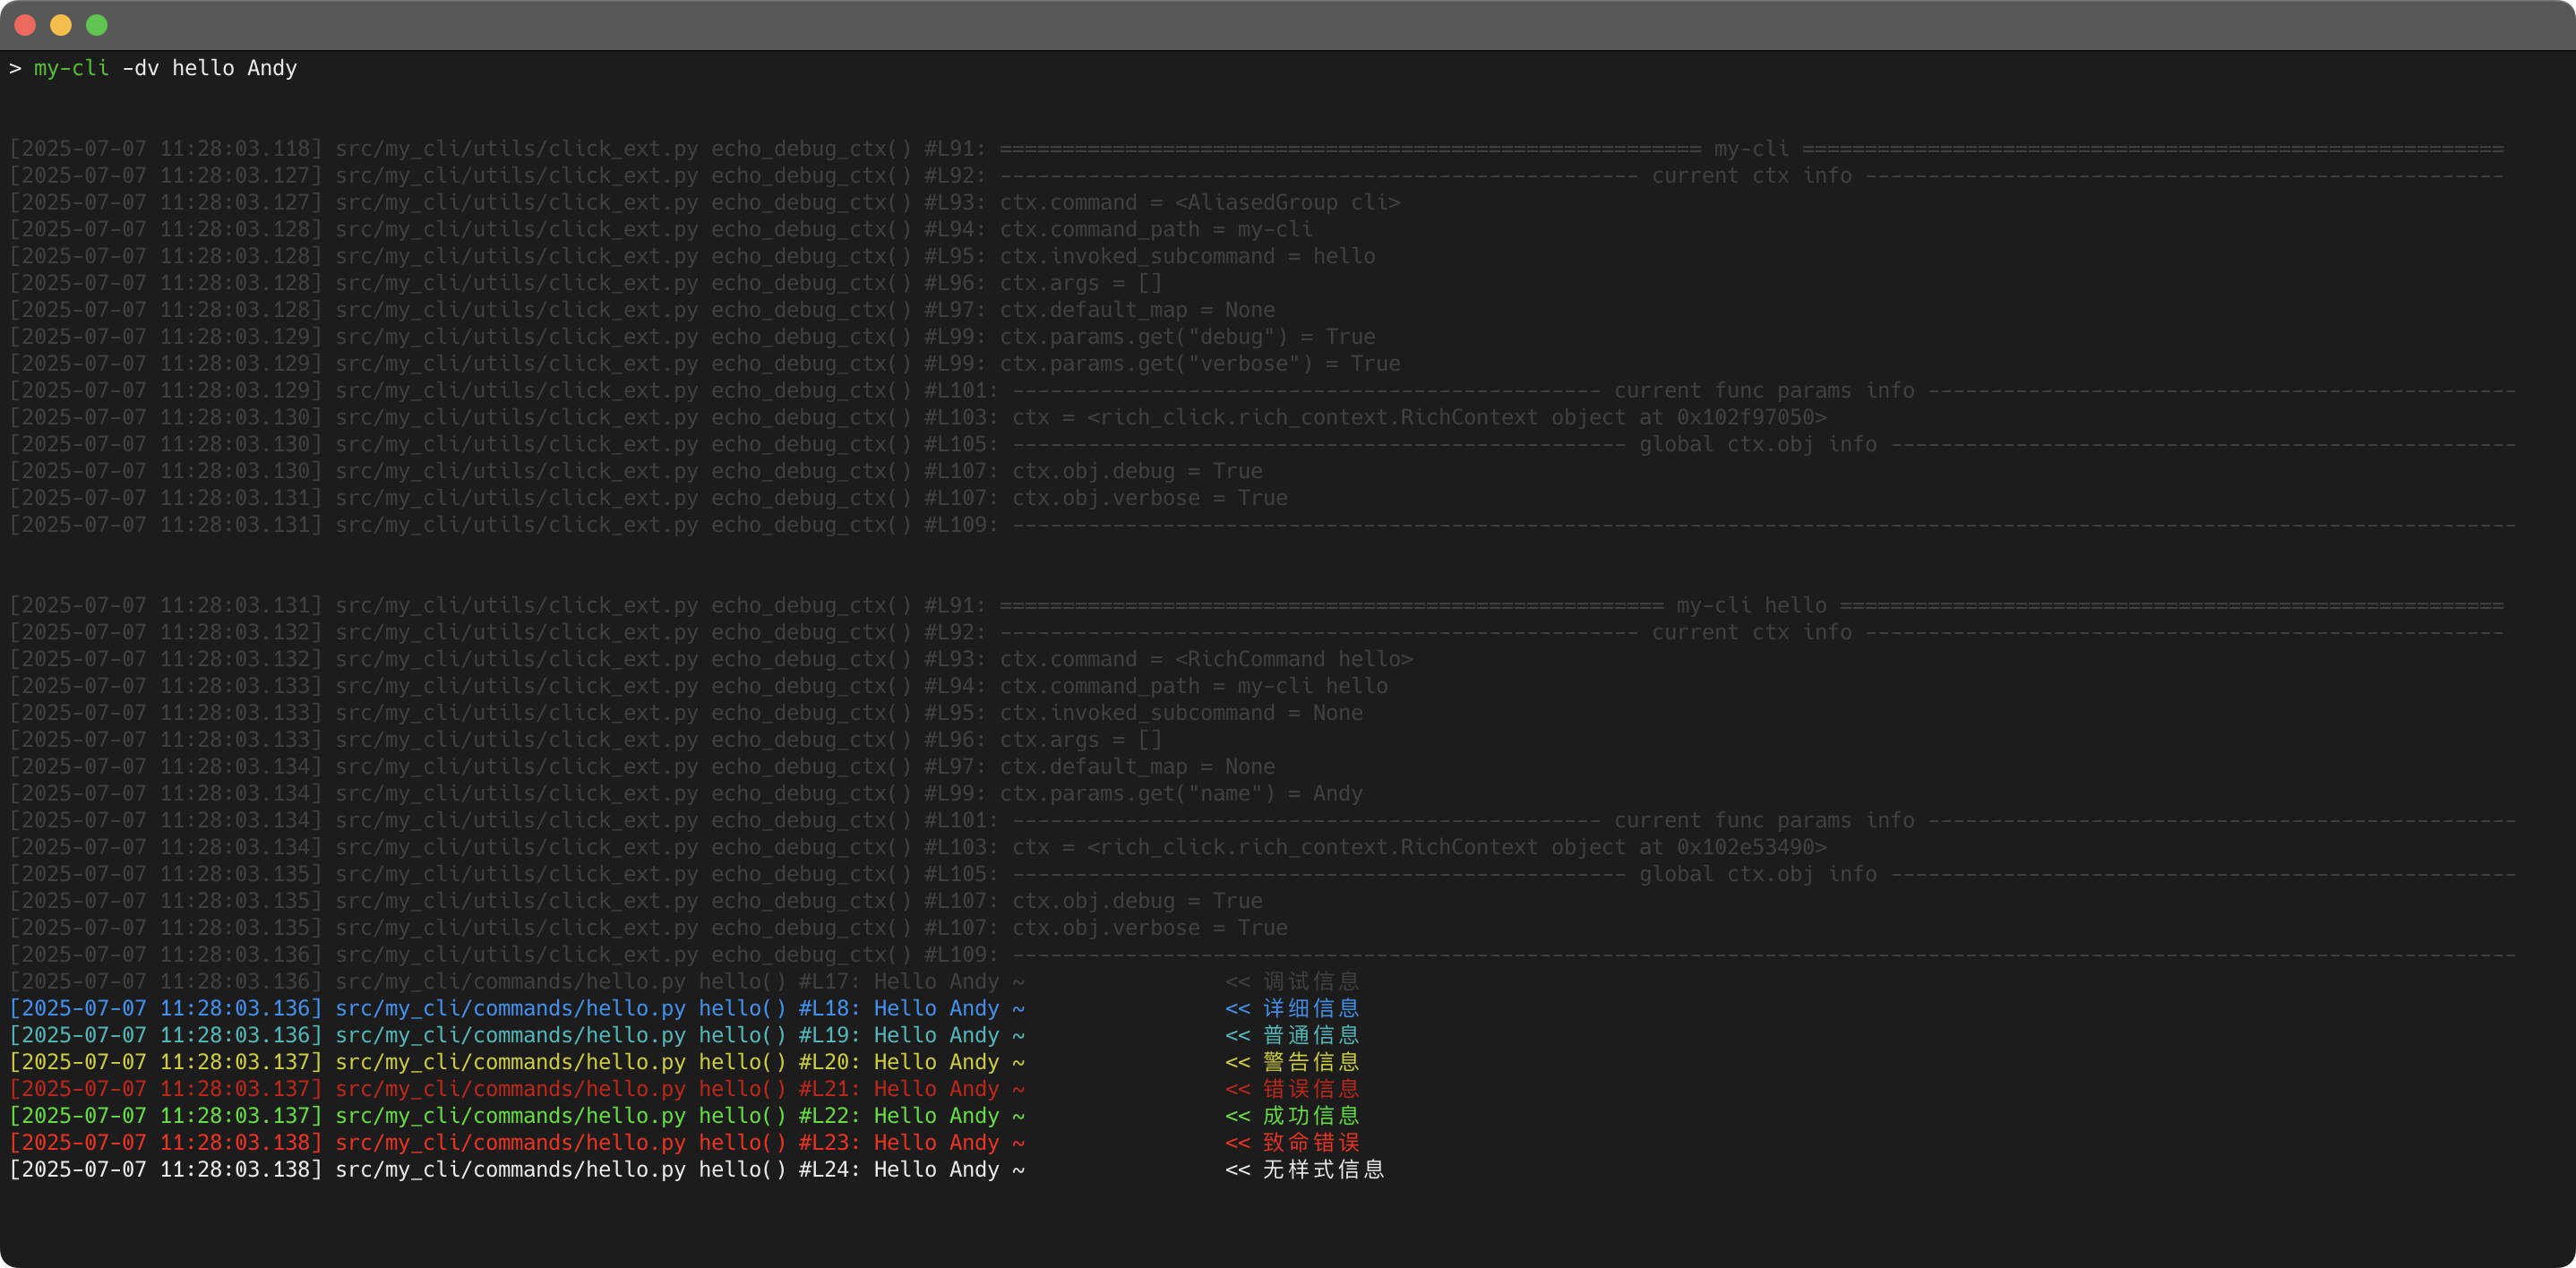 > my-cli -dv hello Andy
[2025-07-07 11:28:03.118] src/my_cli/utils/click_ext.py echo_debug_ctx() #L91: ======================================================== my-cli ========================================================
[2025-07-07 11:28:03.127] src/my_cli/utils/click_ext.py echo_debug_ctx() #L92: --------------------------------------------------- current ctx info ---------------------------------------------------
[2025-07-07 11:28:03.127] src/my_cli/utils/click_ext.py echo_debug_ctx() #L93: ctx.command = <AliasedGroup cli>
[2025-07-07 11:28:03.128] src/my_cli/utils/click_ext.py echo_debug_ctx() #L94: ctx.command_path = my-cli
[2025-07-07 11:28:03.128] src/my_cli/utils/click_ext.py echo_debug_ctx() #L95: ctx.invoked_subcommand = hello
[2025-07-07 11:28:03.128] src/my_cli/utils/click_ext.py echo_debug_ctx() #L96: ctx.args = []
[2025-07-07 11:28:03.128] src/my_cli/utils/click_ext.py echo_debug_ctx() #L97: ctx.default_map = None
[2025-07-07 11:28:03.129] src/my_cli/utils/click_ext.py echo_debug_ctx() #L99: ctx.params.get("debug") = True
[2025-07-07 11:28:03.129] src/my_cli/utils/click_ext.py echo_debug_ctx() #L99: ctx.params.get("verbose") = True
[2025-07-07 11:28:03.129] src/my_cli/utils/click_ext.py echo_debug_ctx() #L101: ----------------------------------------------- current func params info -----------------------------------------------
[2025-07-07 11:28:03.130] src/my_cli/utils/click_ext.py echo_debug_ctx() #L103: ctx = <rich_click.rich_context.RichContext object at 0x102f97050>
[2025-07-07 11:28:03.130] src/my_cli/utils/click_ext.py echo_debug_ctx() #L105: ------------------------------------------------- global ctx.obj info --------------------------------------------------
[2025-07-07 11:28:03.130] src/my_cli/utils/click_ext.py echo_debug_ctx() #L107: ctx.obj.debug = True
[2025-07-07 11:28:03.131] src/my_cli/utils/click_ext.py echo_debug_ctx() #L107: ctx.obj.verbose = True
[2025-07-07 11:28:03.131] src/my_cli/utils/click_ext.py echo_debug_ctx() #L109: ------------------------------------------------------------------------------------------------------------------------
[2025-07-07 11:28:03.131] src/my_cli/utils/click_ext.py echo_debug_ctx() #L91: ===================================================== my-cli hello =====================================================
[2025-07-07 11:28:03.132] src/my_cli/utils/click_ext.py echo_debug_ctx() #L92: --------------------------------------------------- current ctx info ---------------------------------------------------
[2025-07-07 11:28:03.132] src/my_cli/utils/click_ext.py echo_debug_ctx() #L93: ctx.command = <RichCommand hello>
[2025-07-07 11:28:03.133] src/my_cli/utils/click_ext.py echo_debug_ctx() #L94: ctx.command_path = my-cli hello
[2025-07-07 11:28:03.133] src/my_cli/utils/click_ext.py echo_debug_ctx() #L95: ctx.invoked_subcommand = None
[2025-07-07 11:28:03.133] src/my_cli/utils/click_ext.py echo_debug_ctx() #L96: ctx.args = []
[2025-07-07 11:28:03.134] src/my_cli/utils/click_ext.py echo_debug_ctx() #L97: ctx.default_map = None
[2025-07-07 11:28:03.134] src/my_cli/utils/click_ext.py echo_debug_ctx() #L99: ctx.params.get("name") = Andy
[2025-07-07 11:28:03.134] src/my_cli/utils/click_ext.py echo_debug_ctx() #L101: ----------------------------------------------- current func params info -----------------------------------------------
[2025-07-07 11:28:03.134] src/my_cli/utils/click_ext.py echo_debug_ctx() #L103: ctx = <rich_click.rich_context.RichContext object at 0x102e53490>
[2025-07-07 11:28:03.135] src/my_cli/utils/click_ext.py echo_debug_ctx() #L105: ------------------------------------------------- global ctx.obj info --------------------------------------------------
[2025-07-07 11:28:03.135] src/my_cli/utils/click_ext.py echo_debug_ctx() #L107: ctx.obj.debug = True
[2025-07-07 11:28:03.135] src/my_cli/utils/click_ext.py echo_debug_ctx() #L107: ctx.obj.verbose = True
[2025-07-07 11:28:03.136] src/my_cli/utils/click_ext.py echo_debug_ctx() #L109: ------------------------------------------------------------------------------------------------------------------------
[2025-07-07 11:28:03.136] src/my_cli/commands/hello.py hello() #L17: Hello Andy ~                << 调试信息
[2025-07-07 11:28:03.136] src/my_cli/commands/hello.py hello() #L18: Hello Andy ~                << 详细信息
[2025-07-07 11:28:03.136] src/my_cli/commands/hello.py hello() #L19: Hello Andy ~                << 普通信息
[2025-07-07 11:28:03.137] src/my_cli/commands/hello.py hello() #L20: Hello Andy ~                << 警告信息
[2025-07-07 11:28:03.137] src/my_cli/commands/hello.py hello() #L21: Hello Andy ~                << 错误信息
[2025-07-07 11:28:03.137] src/my_cli/commands/hello.py hello() #L22: Hello Andy ~                << 成功信息
[2025-07-07 11:28:03.138] src/my_cli/commands/hello.py hello() #L23: Hello Andy ~                << 致命错误
[2025-07-07 11:28:03.138] src/my_cli/commands/hello.py hello() #L24: Hello Andy ~                << 无样式信息